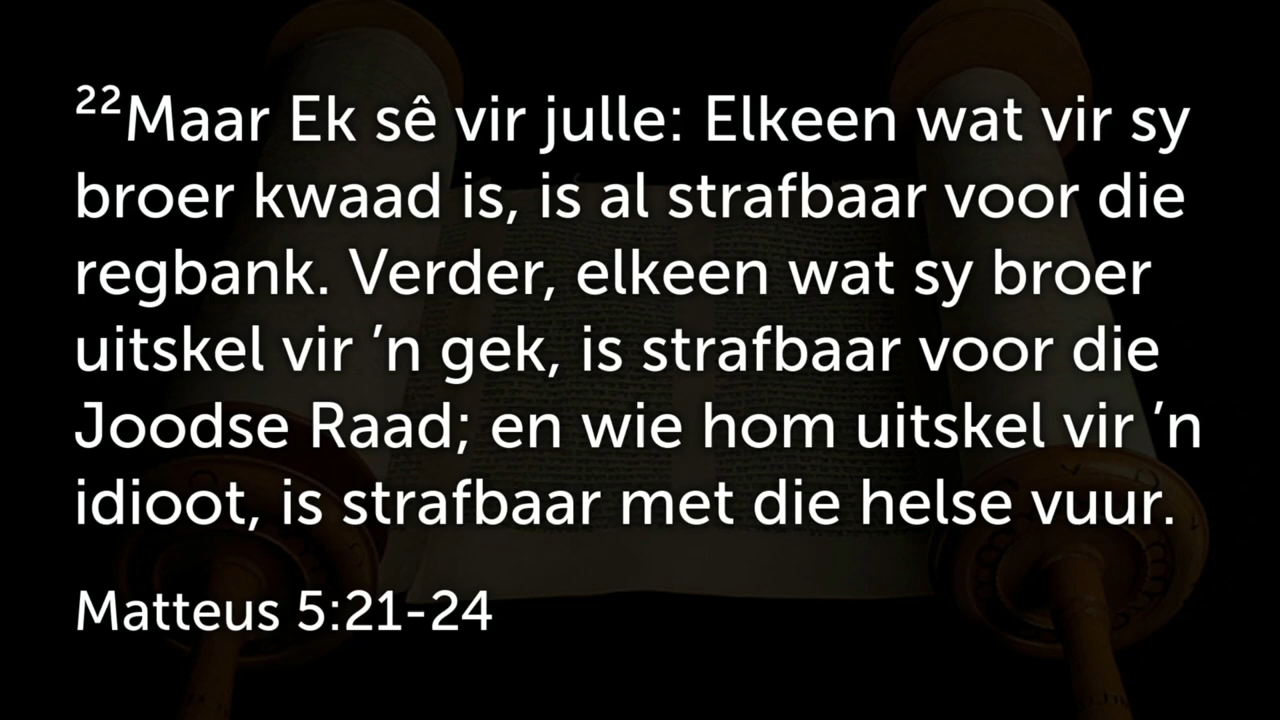 ²²Maar Ek sê vir julle: Elkeen wat vir sy
broer kwaad is, is al strafbaar voor die
regbank. Verder, elkeen wat sy broer
uitskel vir ’n gek, is strafbaar voor die
Joodse Raad; en wie hom uitskel vir ’n
idioot, is strafbaar met die helse vuur.
Matteus 5:21-24